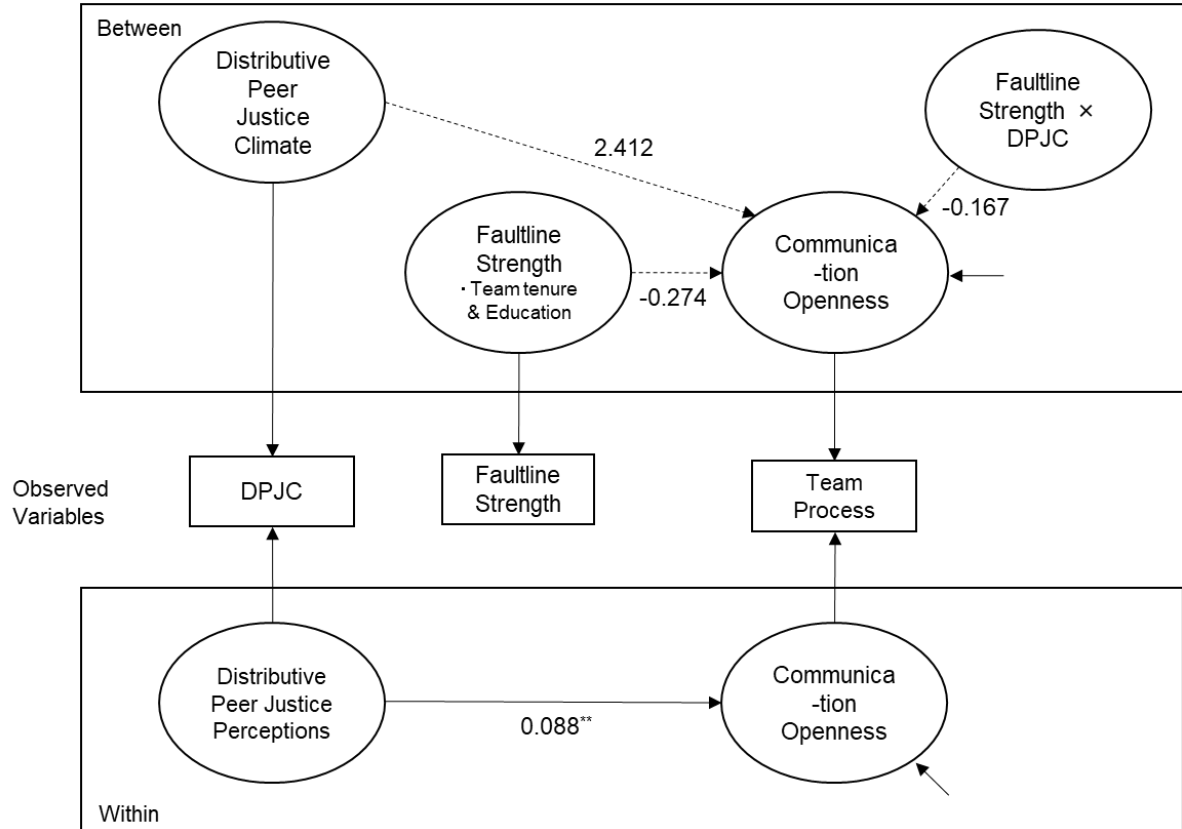 Between
Distributive
Peer
Justice
Climate
Faultline
Strength ×
DPJC
2.412
-0.167
Faultline
Strength
・Team tenure
& Education
-0.274
Communica
-tion
Openness
Observed
Variables
DPJC
Faultline
Strength
Team
Process
Distributive
Peer Justice
Perceptions
0.088**
Communica
-tion
Openness
Within